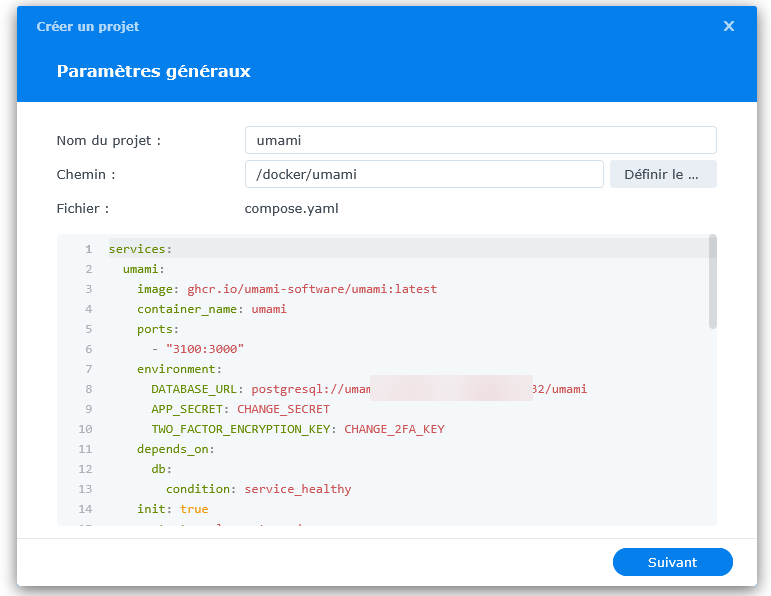 Créer un projet
X
Paramètres généraux
Nom du projet : umami
Chemin : /docker/umami Définir le ...
Fichier : compose.yaml
1 services:
2 umami:
3 image: ghcr.io/umami-software/umami:latest
4 container_name: umami
5 ports:
6 - "3100:3000"
7 environment:
8 DATABASE_URL: postgresql://umam 32/umami
9 APP_SECRET: CHANGE_SECRET
10 TWO_FACTOR_ENCRYPTION_KEY: CHANGE_2FA_KEY
11 depends_on:
12 db:
13 condition: service_healthy
14 init: true
Suivant